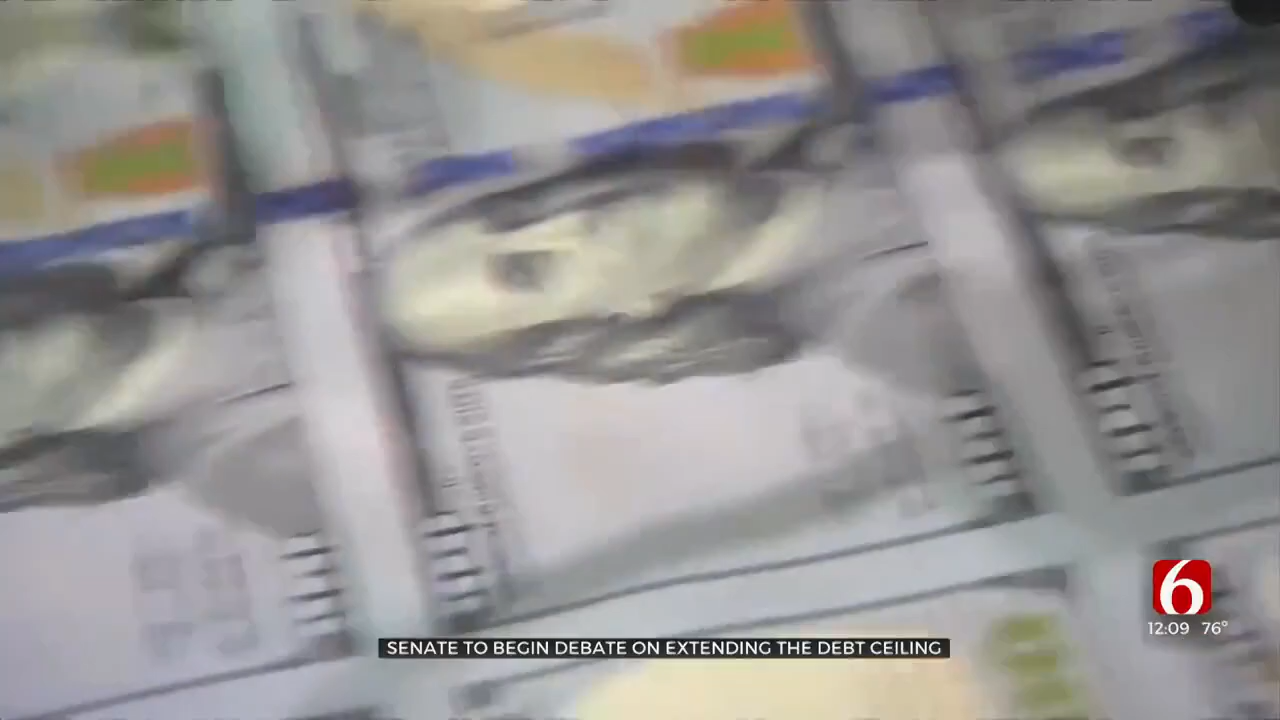 6
12:09 76°
SENATE TO BEGIN DEBATE ON EXTENDING THE DEBT CEILING